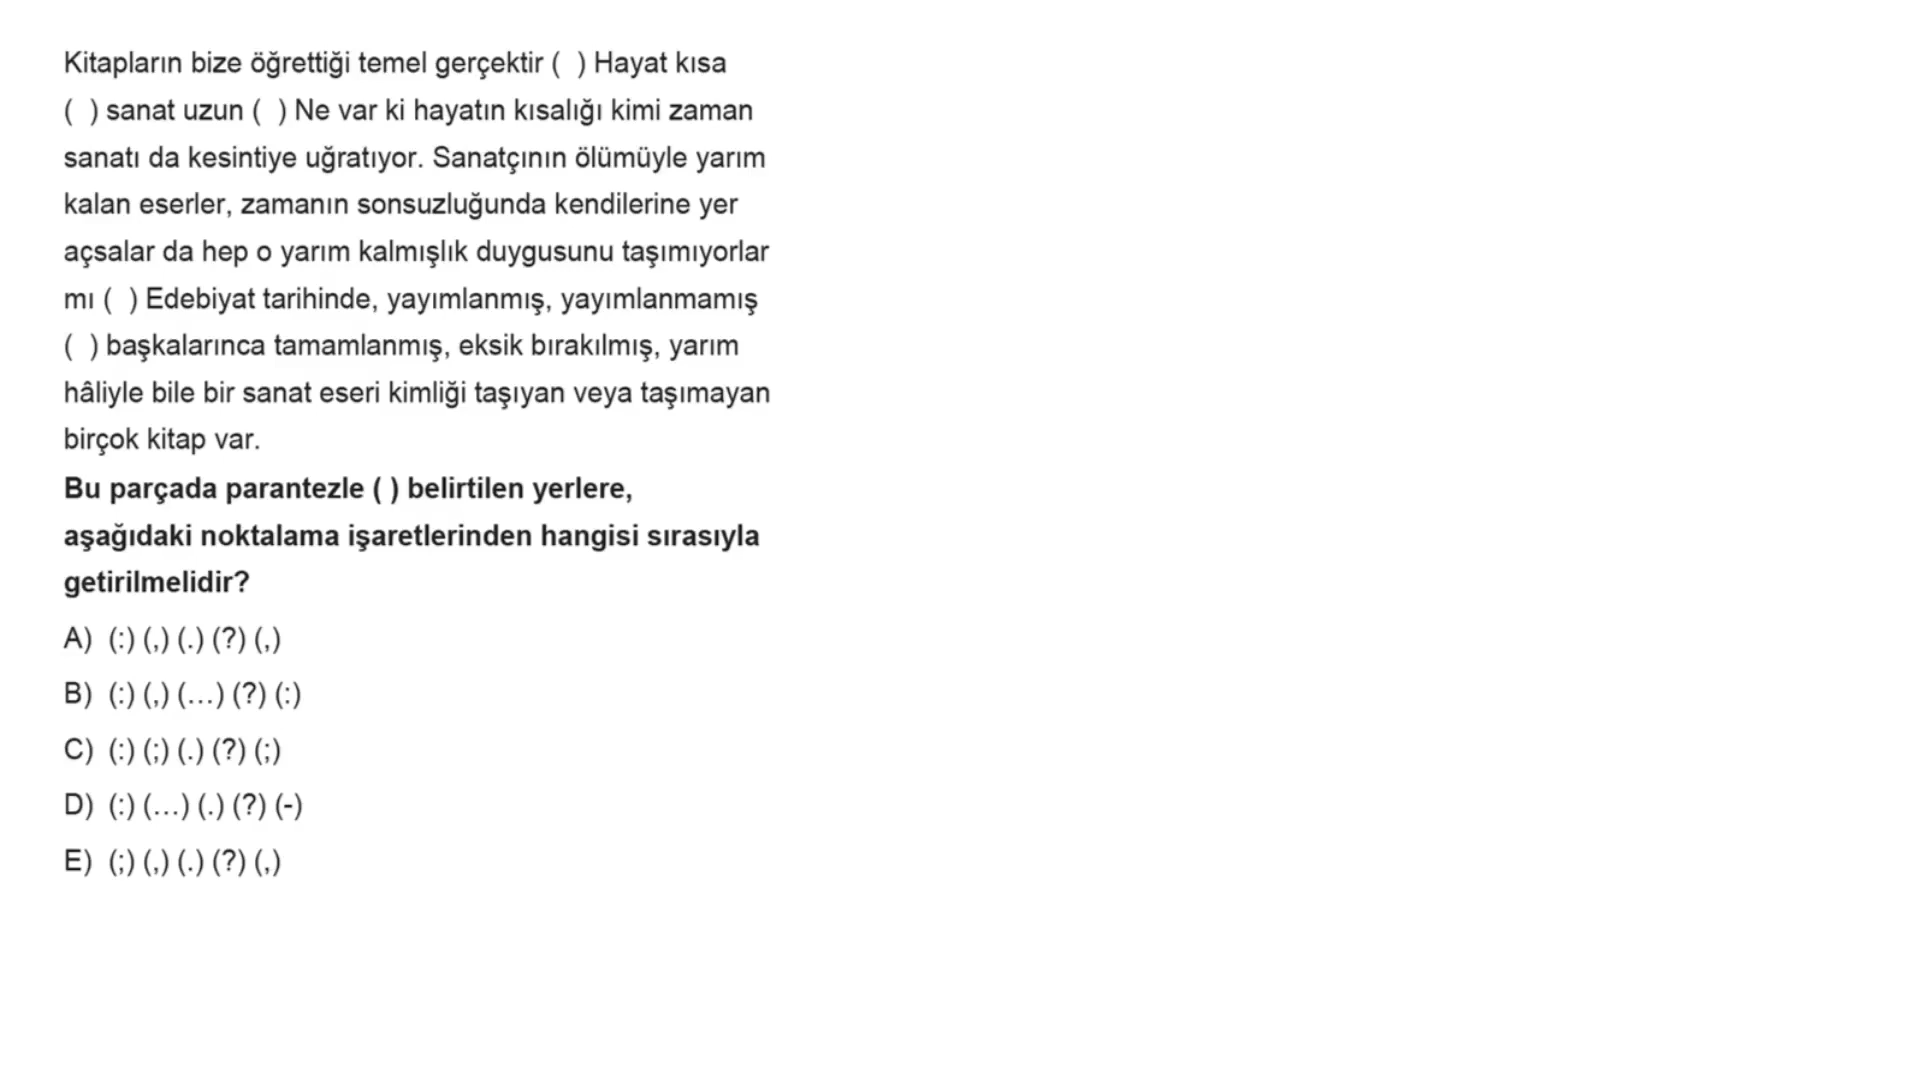 Kitapların bize öğrettiği temel gerçektir (  ) Hayat kısa
(  ) sanat uzun (  ) Ne var ki hayatın kısalığı kimi zaman
sanatı da kesintiye uğratıyor. Sanatçının ölümüyle yarım
kalan eserler, zamanın sonsuzluğunda kendilerine yer
açsalar da hep o yarım kalmışlık duygusunu taşımıyorlar
mı (  ) Edebiyat tarihinde, yayımlanmış, yayımlanmamış
(  ) başkalarınca tamamlanmış, eksik bırakılmış, yarım
hâliyle bile bir sanat eseri kimliği taşıyan veya taşımayan
birçok kitap var.
Bu parçada parantezle ( ) belirtilen yerlere,
aşağıdaki noktalama işaretlerinden hangisi sırasıyla
getirilmelidir?
A) (:) (,) (.) (?) (,)
B) (:) (,) (...) (?) (:)
C) (:) (;) (.) (?) (;)
D) (:) (...) (.) (?) (-)
E) (;) (,) (.) (?) (,)